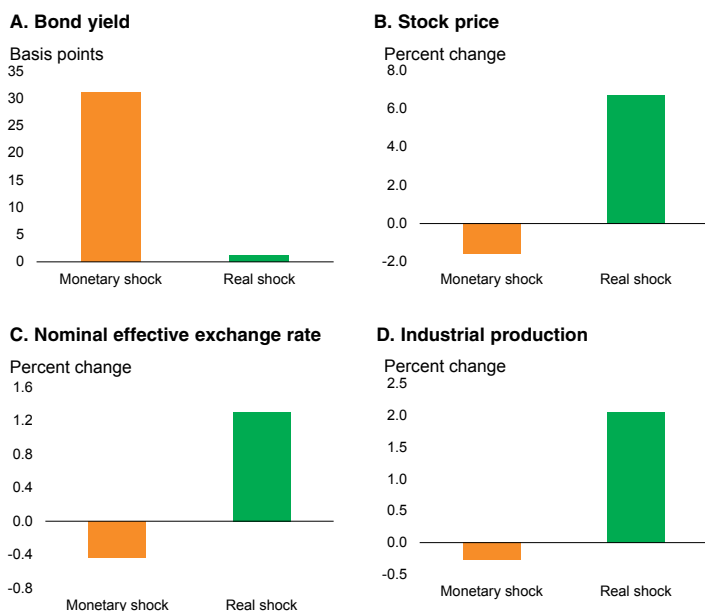 A. Bond yield
Basis points
35
30
25
20
15
10
5
0
Monetary shock Real shock
B. Stock price
Percent change
8.0
6.0
4.0
2.0
0.0
-2.0
Monetary shock Real shock
C. Nominal effective exchange rate
Percent change
1.6
1.2
0.8
0.4
0.0
-0.4
-0.8
Monetary shock Real shock
D. Industrial production
Percent change
2.5
2.0
1.5
1.0
0.5
0.0
-0.5
Monetary shock Real shock